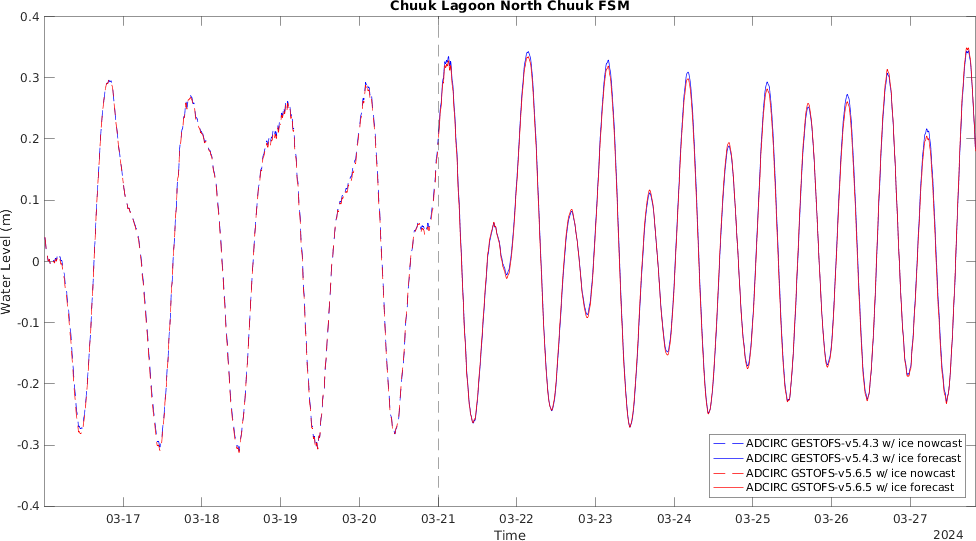 Chuuk Lagoon North Chuuk FSM
0.4
0.3
0.2
0.1
0
-0.1
-0.2
-0.3
-0.4
Water Level (m)
03-17 03-18 03-19 03-20 03-21 03-22 03-23 03-24 03-25 03-26 03-27
Time
2024
ADCIRC GESTOFS-v5.4.3 w/ ice nowcast
ADCIRC GESTOFS-v5.4.3 w/ ice forecast
ADCIRC GSTOFS-v5.6.5 w/ ice nowcast
ADCIRC GSTOFS-v5.6.5 w/ ice forecast